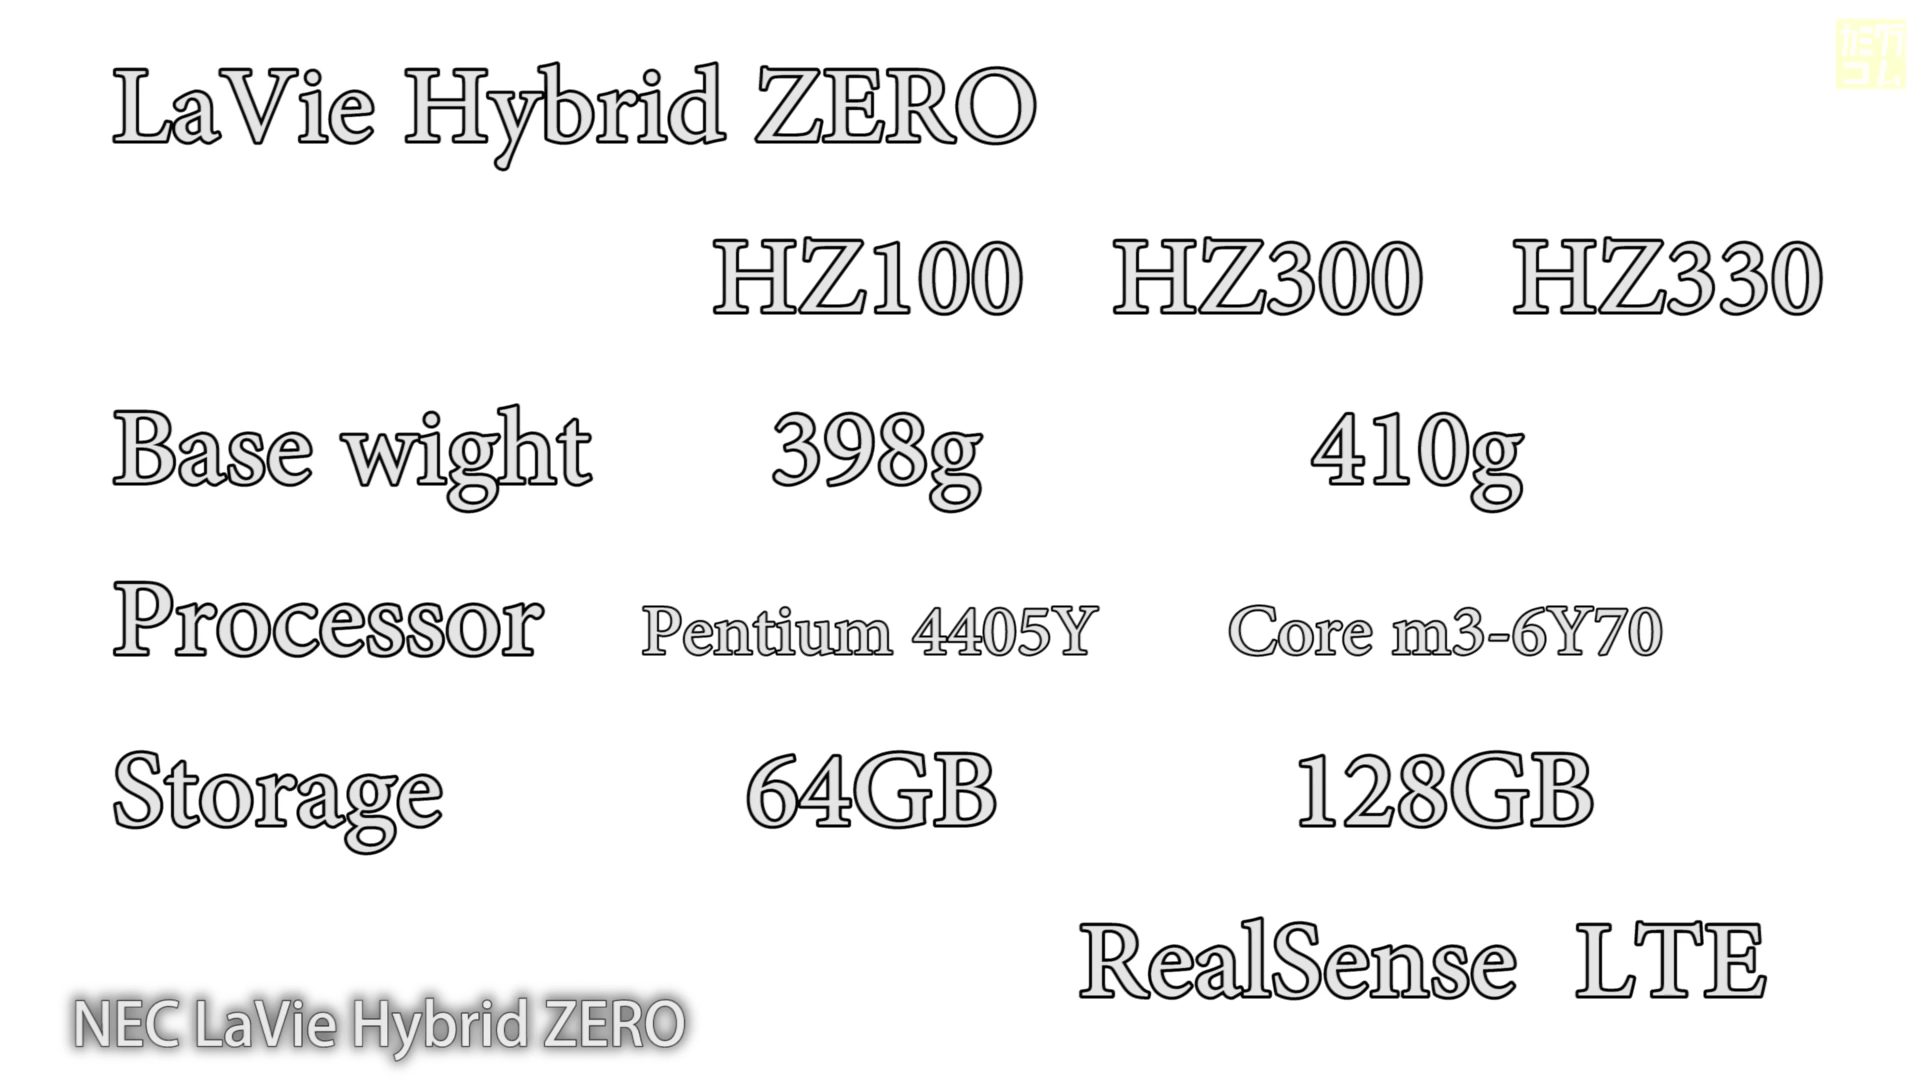 LaVie Hybrid ZERO
HZ100 HZ300 HZ330
Base wight 398g 410g
Processor Pentium 4405Y Core m3-6Y70
Storage 64GB 128GB
RealSense LTE
NEC LaVie Hybrid ZERO